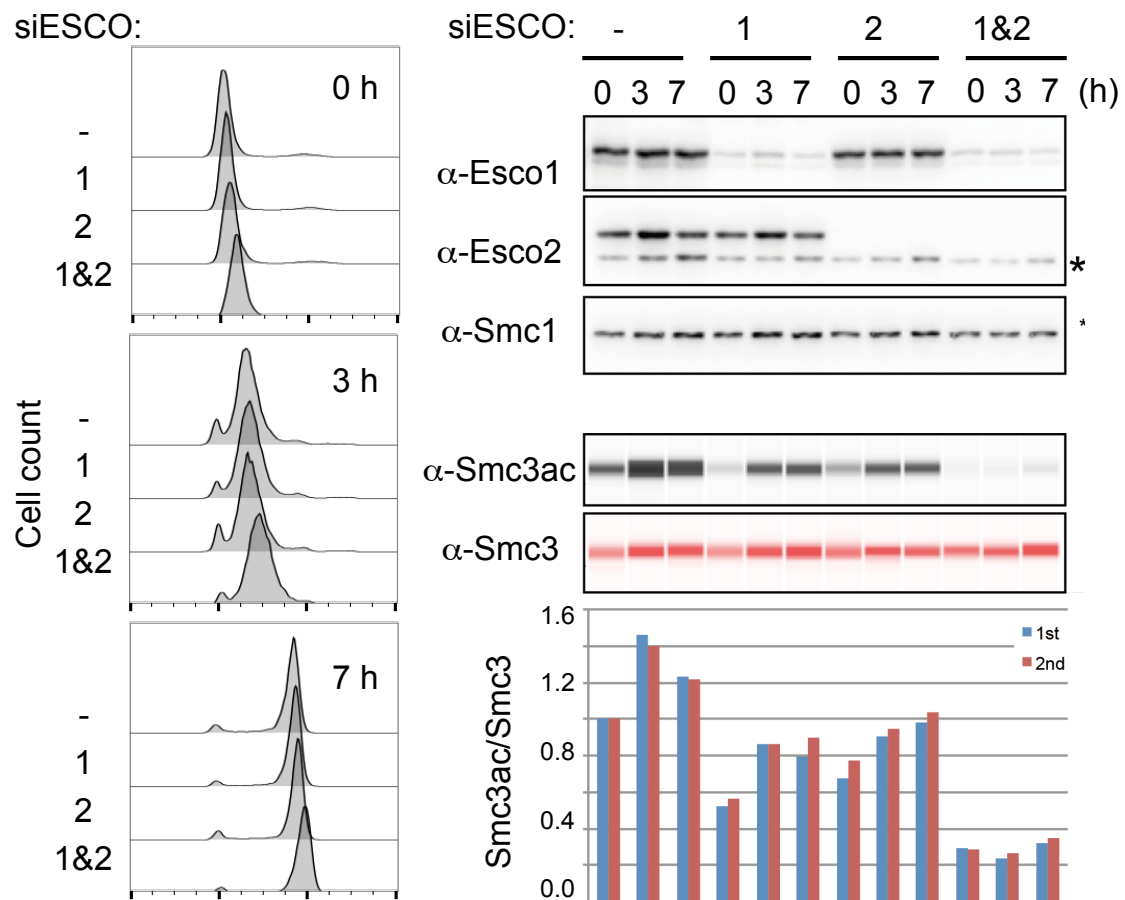 siESCO:
0 h
-
1
2
1&2
3 h
-
1
2
1&2
7 h
-
1
2
1&2
Cell count
siESCO: - 1 2 1&2
0 3 7 0 3 7 0 3 7 0 3 7 (h)
α-Esco1
α-Esco2
*
α-Smc1
*
α-Smc3ac
α-Smc3
Smc3ac/Smc3
1.6
1.2
0.8
0.4
0.0
1st
2nd